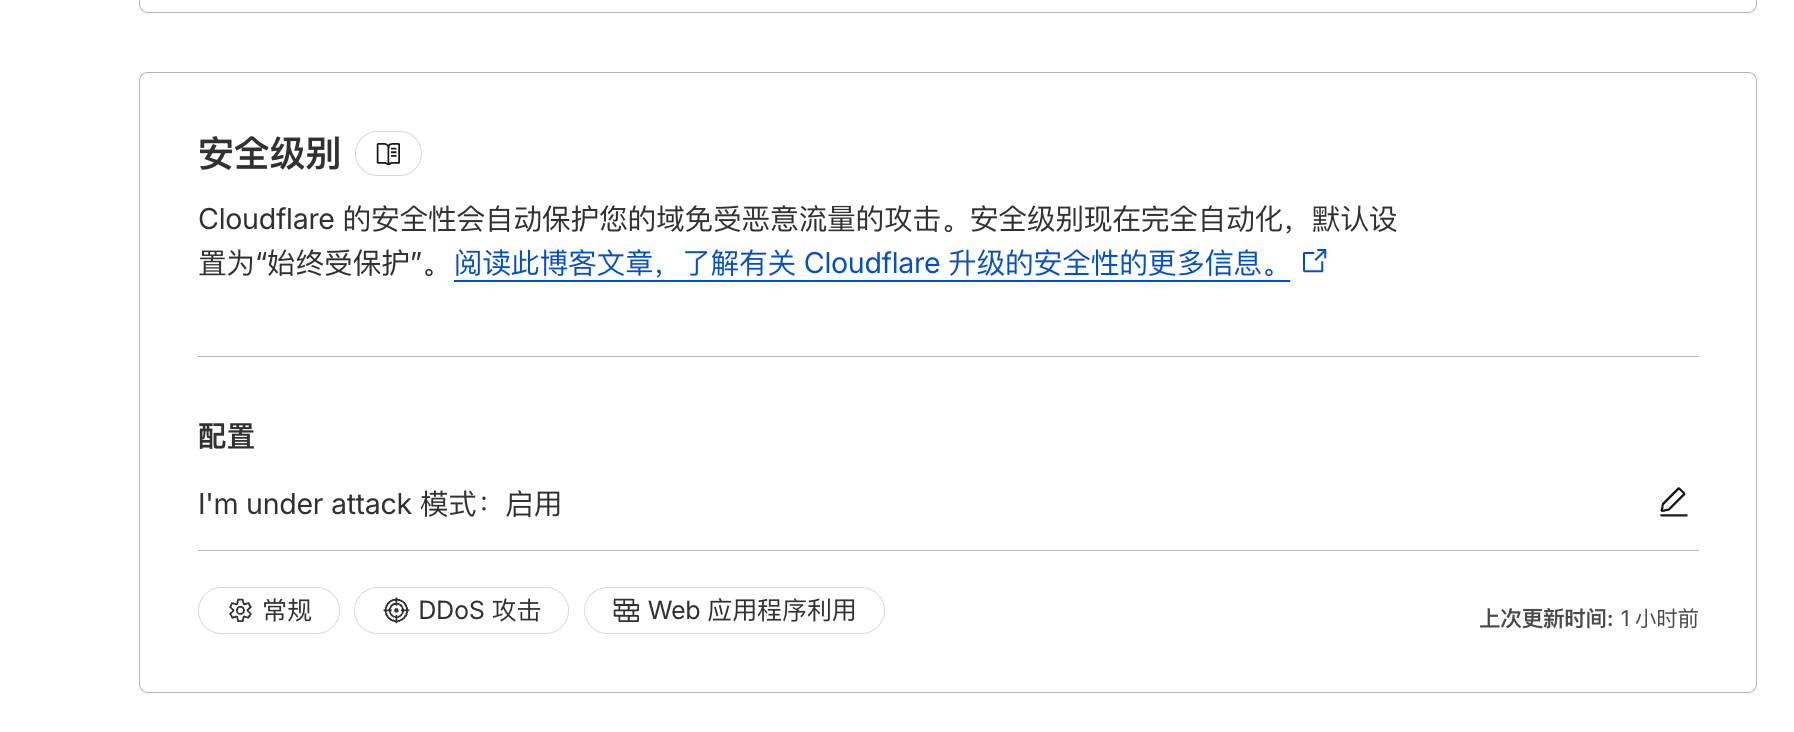 安全级别
Cloudflare 的安全性会自动保护您的域免受恶意流量的攻击。安全级别现在完全自动化，默认设
置为“始终受保护”。阅读此博客文章，了解有关 Cloudflare 升级的安全性的更多信息。
配置
I'm under attack 模式：启用
常规 DDoS 攻击 Web 应用程序利用
上次更新时间: 1 小时前